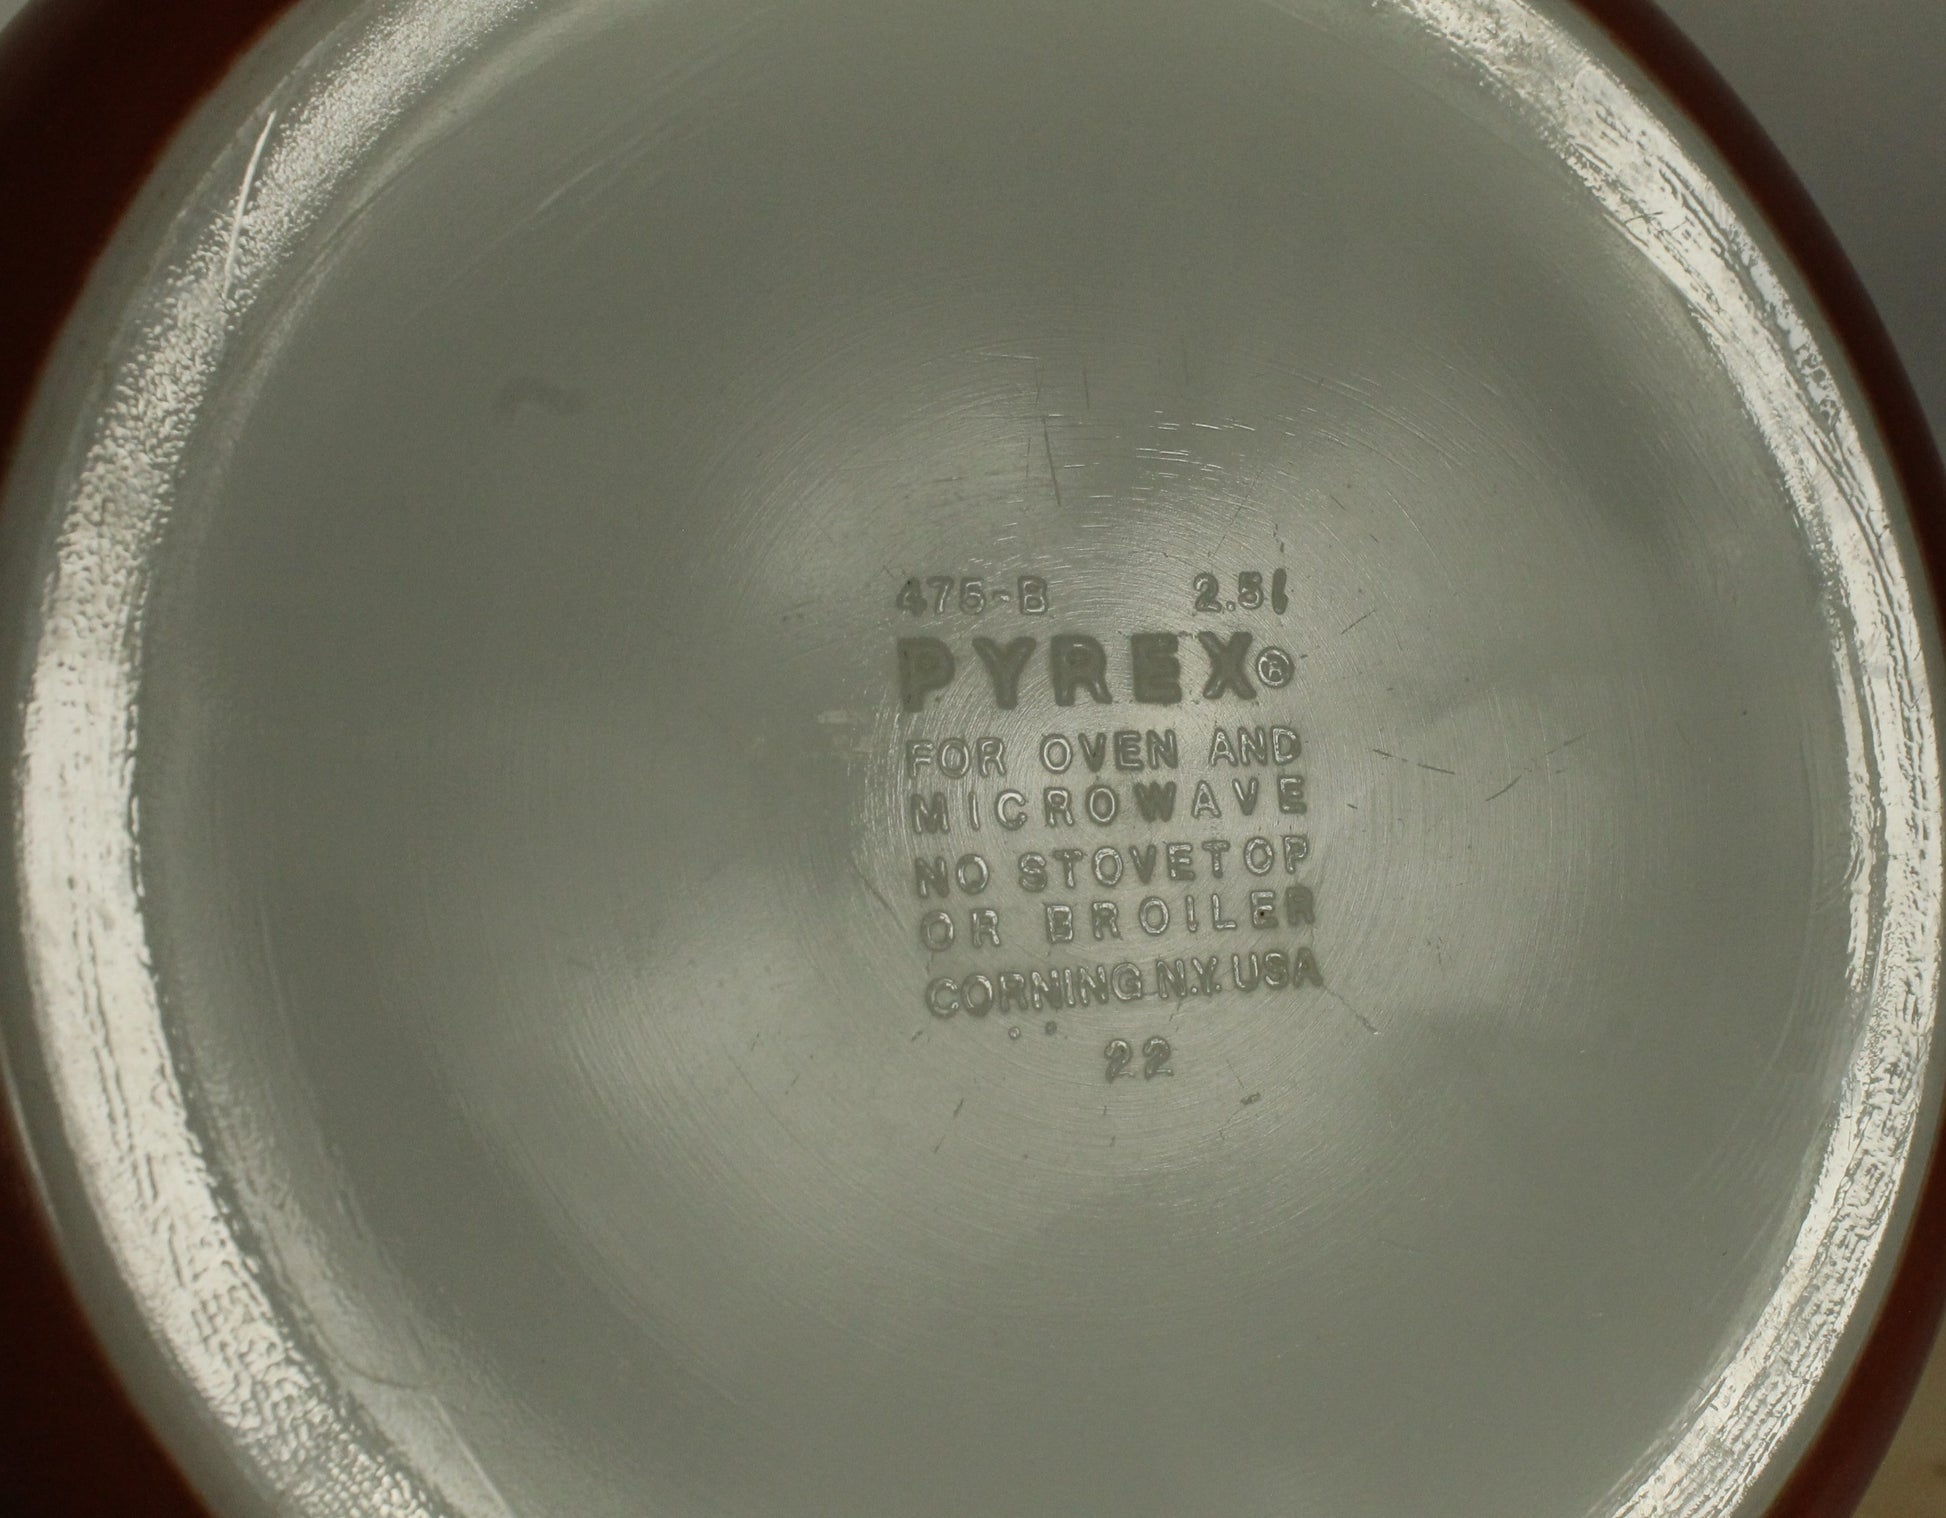 475-B 2.5l
PYREX®
FOR OVEN AND
MICROWAVE
NO STOVETOP
OR BROILER
CORNING N.Y. USA
22